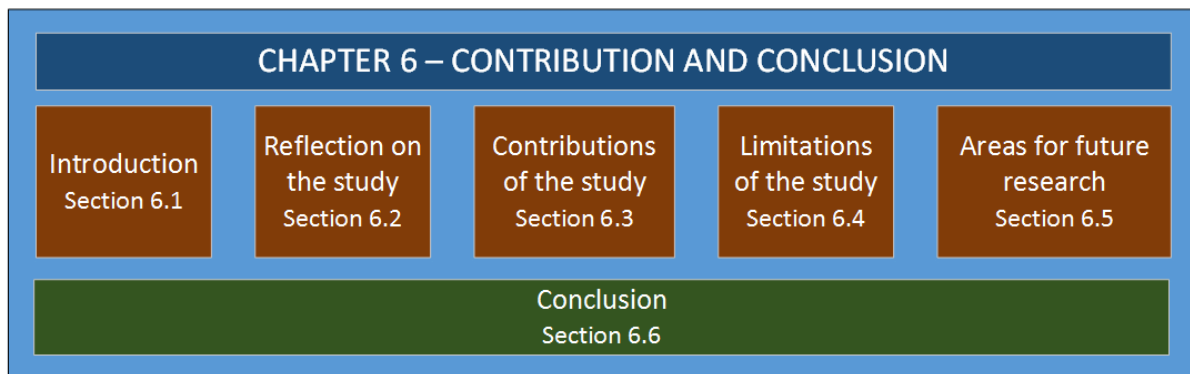 CHAPTER 6 – CONTRIBUTION AND CONCLUSION
Introduction
Section 6.1
Reflection on
the study
Section 6.2
Contributions
of the study
Section 6.3
Limitations
of the study
Section 6.4
Areas for future
research
Section 6.5
Conclusion
Section 6.6